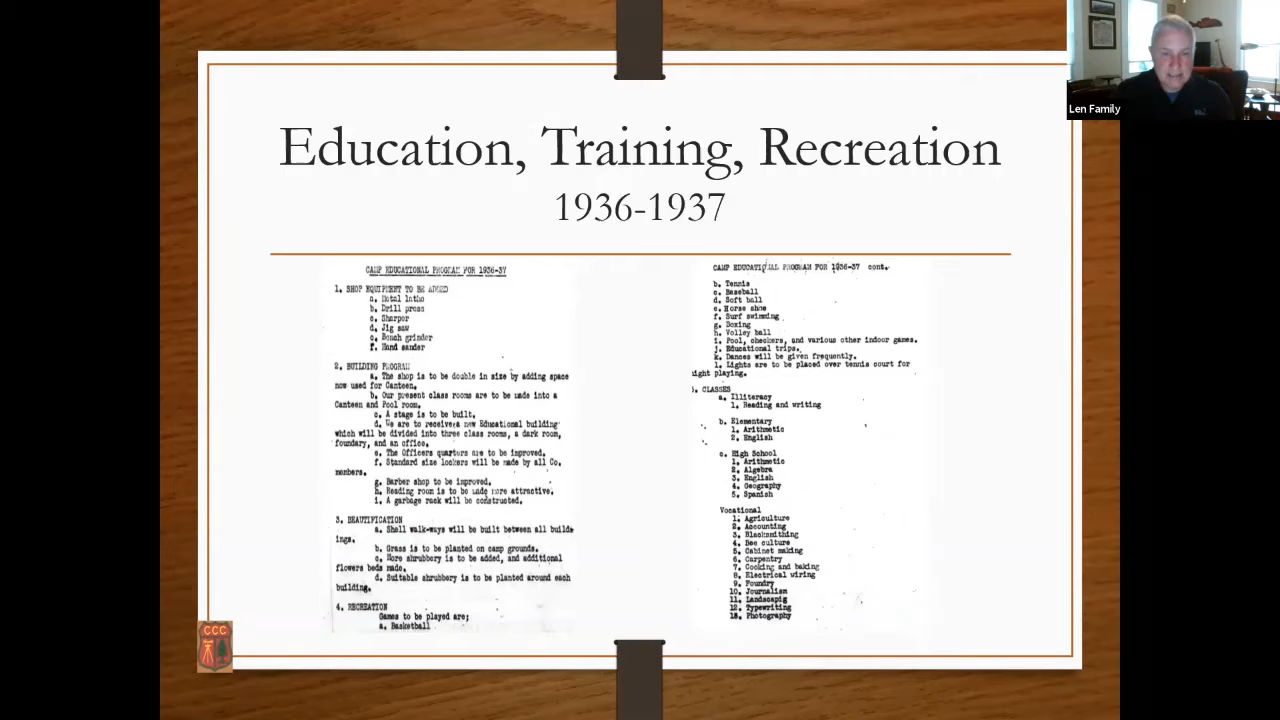 Len Family
Education, Training, Recreation
1936-1937
CAMP EDUCATIONAL PROGRAM FOR 1936-37
1. SHOP EQUIPMENT TO BE ADDED
a. Metal lathe
b. Drill press
c. Sharper
d. Jig saw
e. Bench grinder
f. Hand sander
2. BUILDING PROGRAM
a. The shop is to be double in size by adding space
now used for Canteen.
b. Our present class rooms are to be made into a
Canteen and Pool room.
c. A stage is to be built.
d. We are to receive a new Educational building
which will be divided into three class rooms, a dark room,
foundary, and an office.
e. The Officers quarters are to be improved.
f. Standard size lockers will be made by all Co.
members.
g. Barber shop to be improved.
h. Reading room is to be made more attractive.
i. A garbage rack will be constructed.
3. BEAUTIFICATION
a. Shell walk-ways will be built between all build-
ings.
b. Grass is to be planted on camp grounds.
c. More shrubbery is to be added, and additional
flowers beds made.
d. Suitable shrubbery is to be planted around each
building.
4. RECREATION
Games to be played are;
a. Basketball
CAMP EDUCATIONAL PROGRAM FOR 1936-37 cont.
b. Tennis
c. Baseball
d. Soft ball
e. Horse shoe
f. Surf swimming
g. Boxing
h. Volley ball
i. Pool, checkers, and various other indoor games.
j. Educational trips.
k. Dances will be given frequently.
l. Lights are to be placed over tennis court for
ight playing.
. CLASSES
a. Illiteracy
1. Reading and writing
b. Elementary
1. Arithmetic
2. English
c. High School
1. Arithmetic
2. Algebra
3. English
4. Geography
5. Spanish
Vocational
1. Agriculture
2. Accounting
3. Blacksmithing
4. Bee culture
5. Cabinet making
6. Carpentry
7. Cooking and baking
8. Electrical wiring
9. Foundry
10. Journalism
11. Landscapig
12. Typewriting
13. Photography
CCC